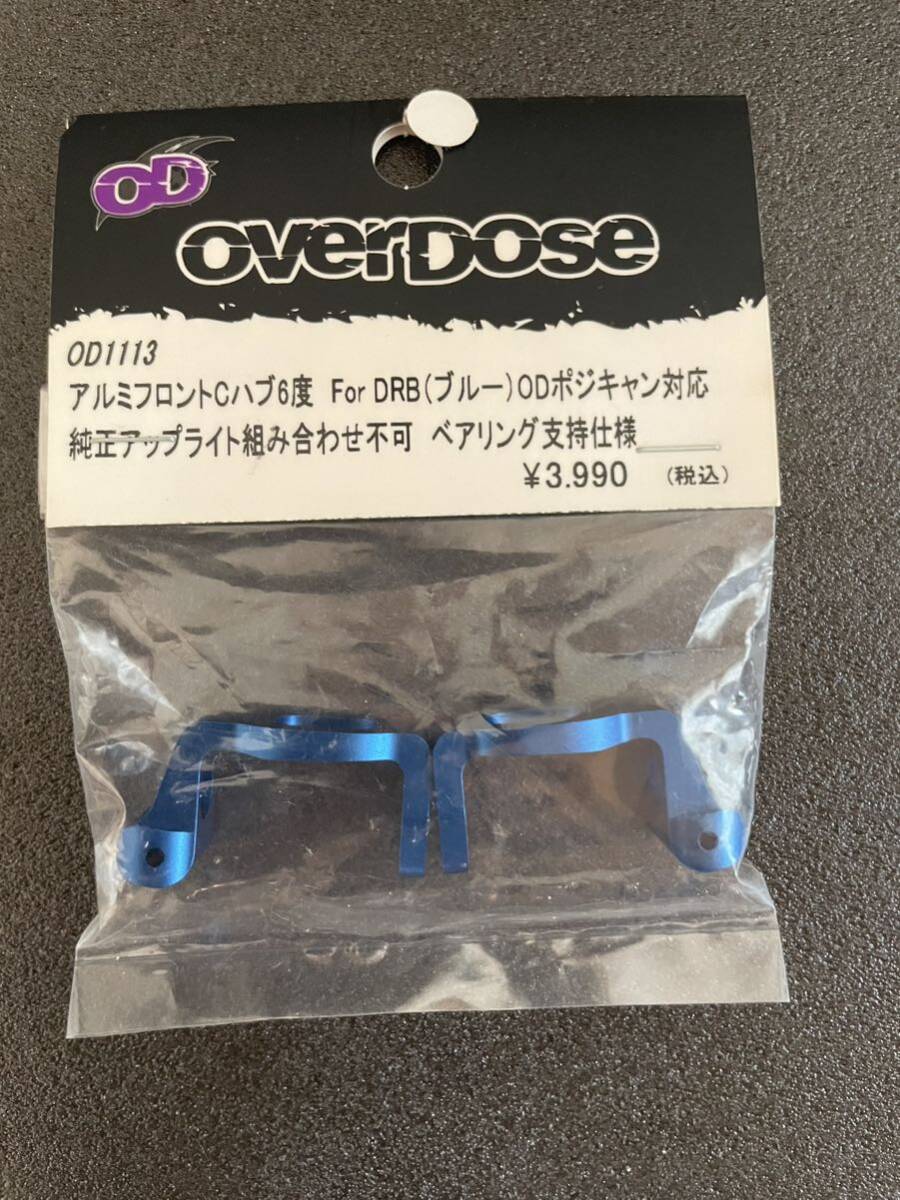 OD
OVERDOSE
OD1113
アルミフロントCハブ6度 For DRB(ブルー)ODポジキャン対応
純正アップライト組み合わせ不可 ベアリング支持仕様
¥3.990 (税込)